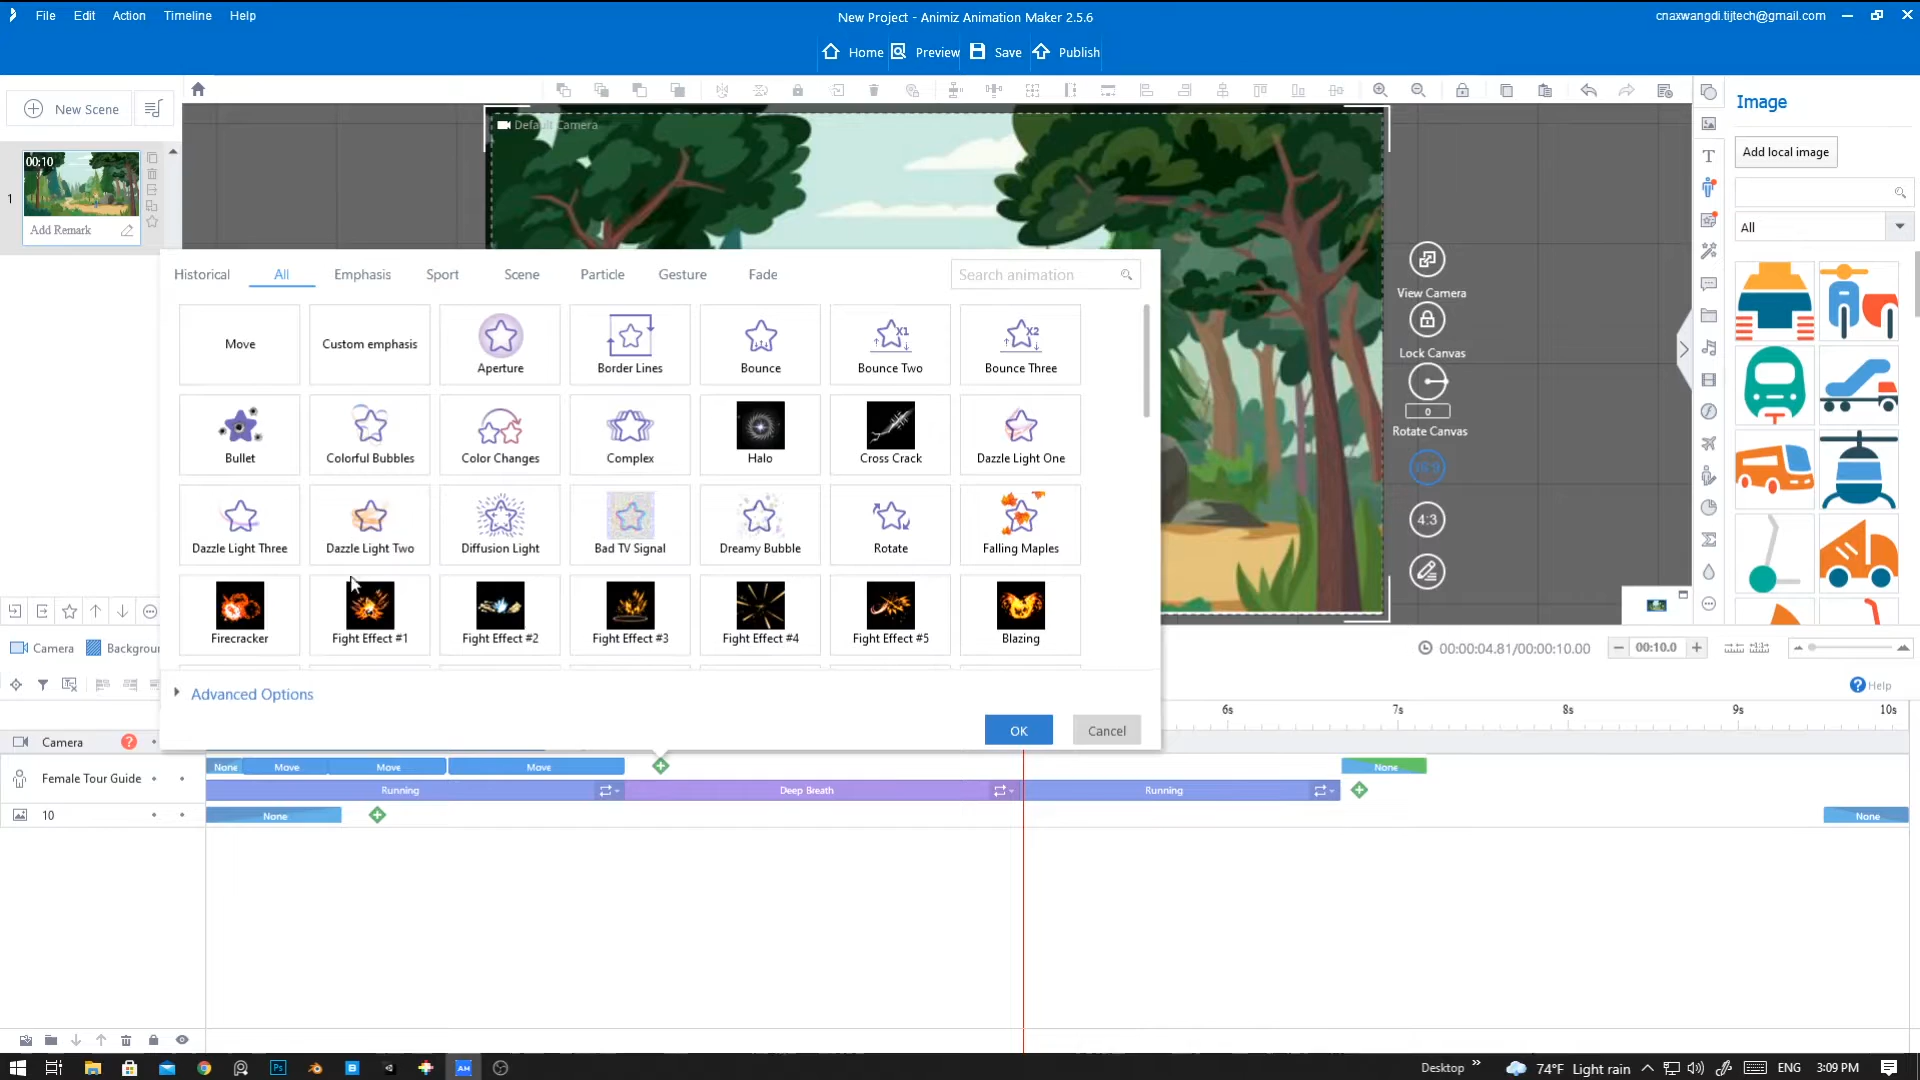 File Edit Action Timeline Help
New Project - Animiz Animation Maker 2.5.6
cnaxwangdi.tijtech@gmail.com
Home Preview Save Publish
New Scene
00:10
1
Add Remark
Default Camera
View Camera
Lock Canvas
0
Rotate Canvas
16:9
4:3
Image
Add local image
All
Historical All Emphasis Sport Scene Particle Gesture Fade
Search animation
Move Custom emphasis Aperture Border Lines Bounce Bounce Two Bounce Three
X1 X2
Bullet Colorful Bubbles Color Changes Complex Halo Cross Crack Dazzle Light One
Dazzle Light Three Dazzle Light Two Diffusion Light Bad TV Signal Dreamy Bubble Rotate Falling Maples
Firecracker Fight Effect #1 Fight Effect #2 Fight Effect #3 Fight Effect #4 Fight Effect #5 Blazing
Advanced Options
OK Cancel
Camera Backgrou
00:00:04.81/00:00:10.00
00:10.0
Help
6s 7s 8s 9s 10s
Camera ?
Female Tour Guide
None Move Move Move None
Running Deep Breath Running
10
None None
Desktop
74°F Light rain
ENG
3:09 PM